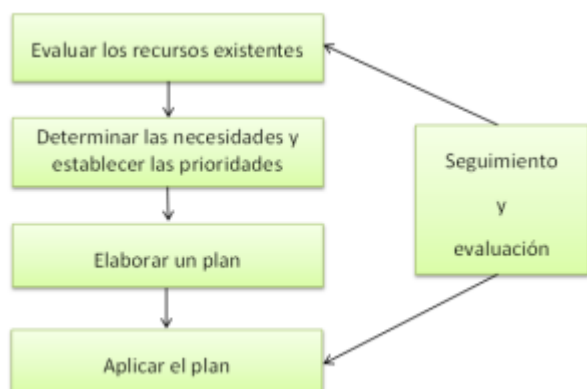 Evaluar los recursos existentes
Determinar las necesidades y
establecer las prioridades
Elaborar un plan
Aplicar el plan
Seguimiento
y
evaluación